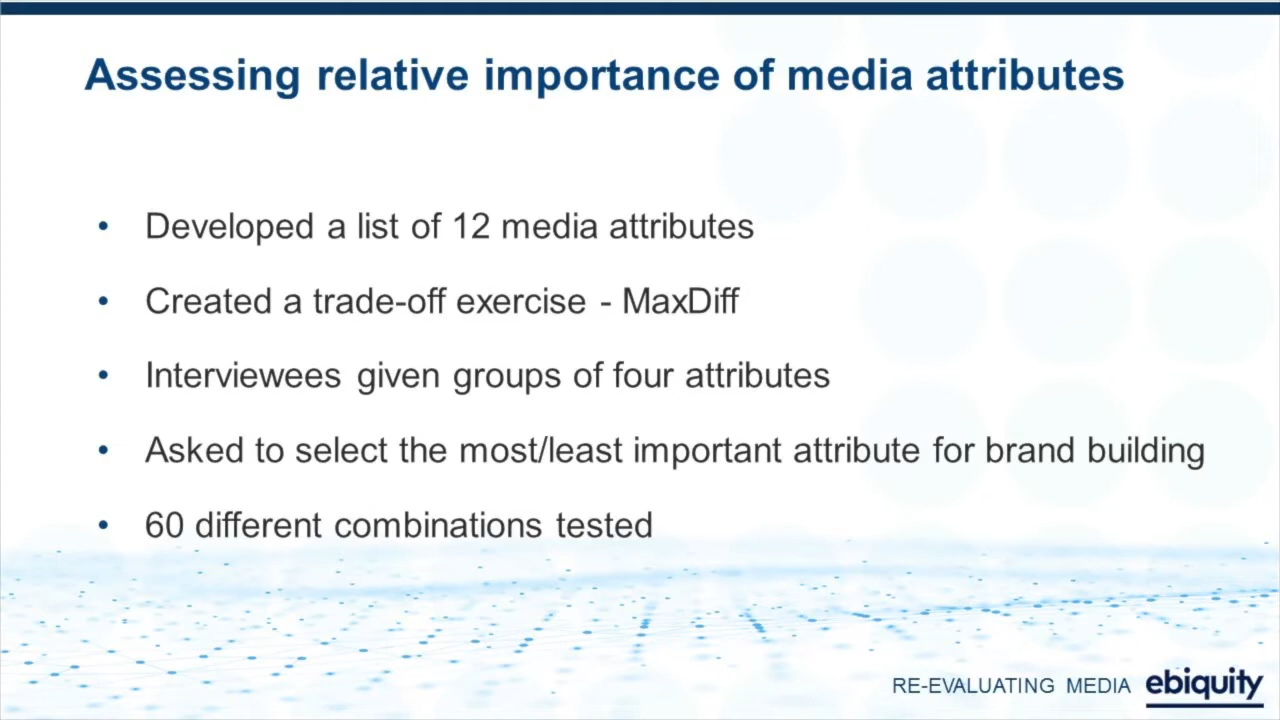 Assessing relative importance of media attributes
• Developed a list of 12 media attributes
• Created a trade-off exercise - MaxDiff
• Interviewees given groups of four attributes
• Asked to select the most/least important attribute for brand building
• 60 different combinations tested
RE-EVALUATING MEDIA ebiquity